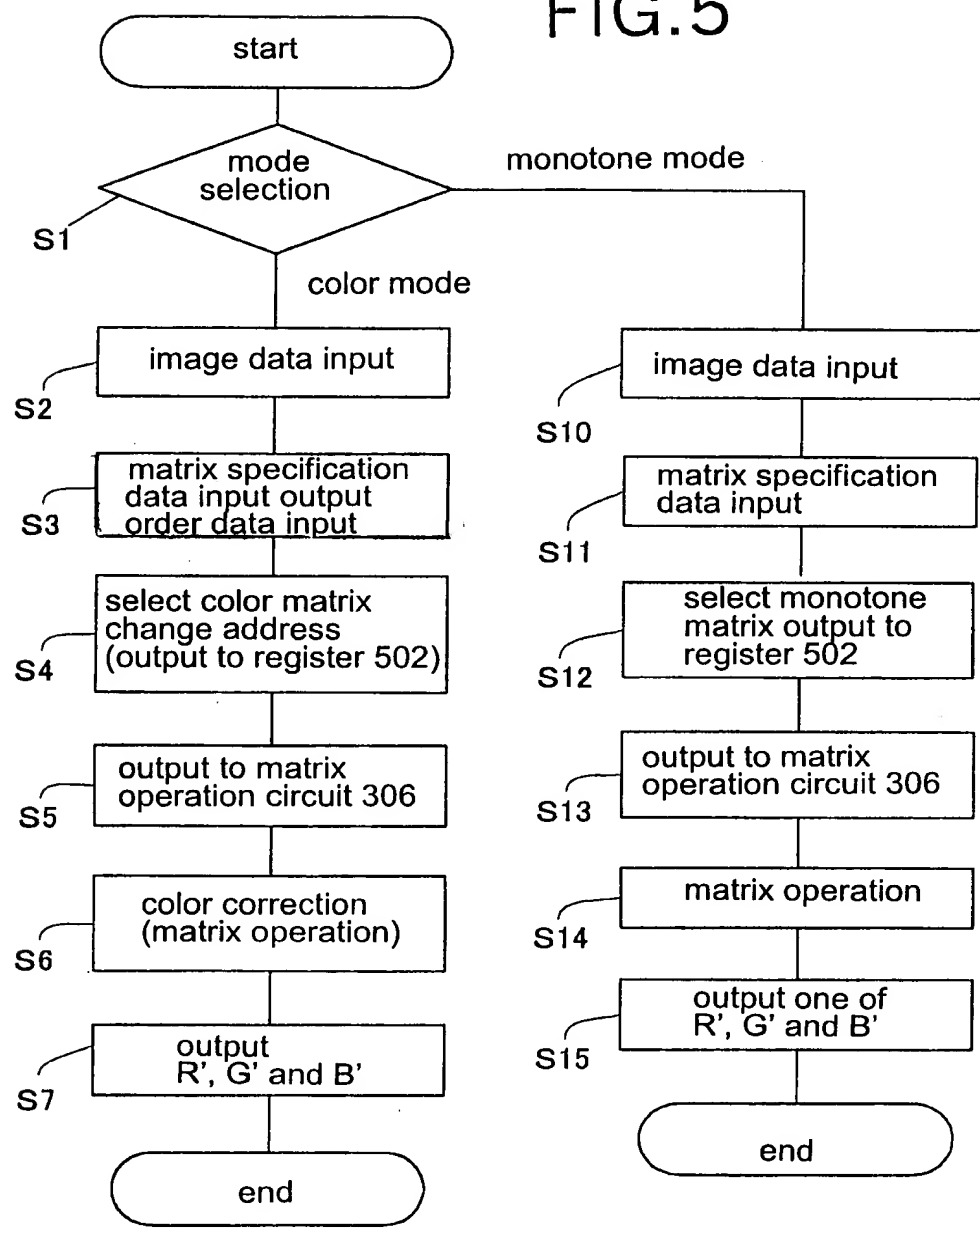 FIG.5
start
mode
selection
S1
monotone mode
color mode
image data input
S2
matrix specification
data input output
order data input
S3
select color matrix
change address
(output to register 502)
S4
output to matrix
operation circuit 306
S5
color correction
(matrix operation)
S6
output
R', G' and B'
S7
end
image data input
S10
matrix specification
data input
S11
select monotone
matrix output to
register 502
S12
output to matrix
operation circuit 306
S13
matrix operation
S14
output one of
R', G' and B'
S15
end